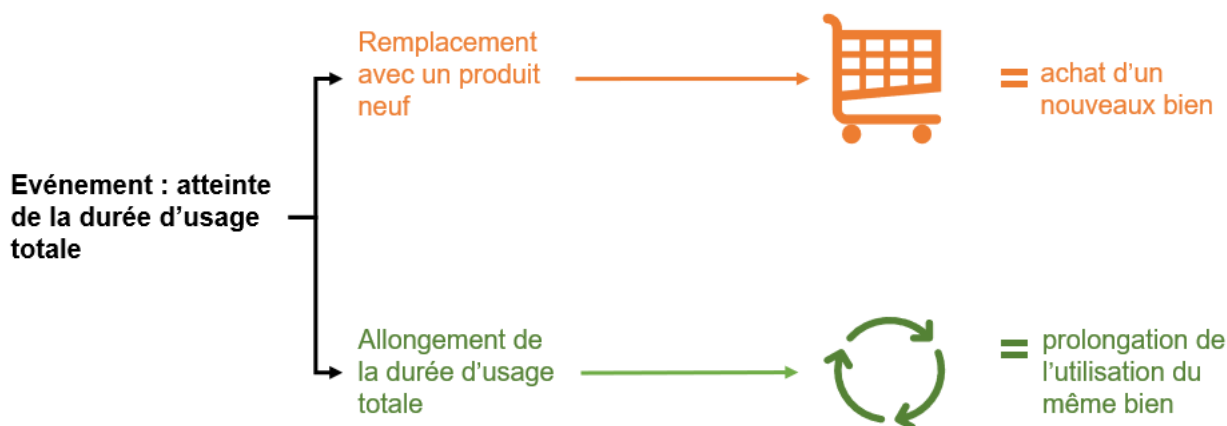 Remplacement
avec un produit
neuf
= achat d'un
nouveaux bien
Evénement : atteinte
de la durée d'usage
totale
Allongement de
la durée d'usage
totale
= prolongation de
l'utilisation du
même bien